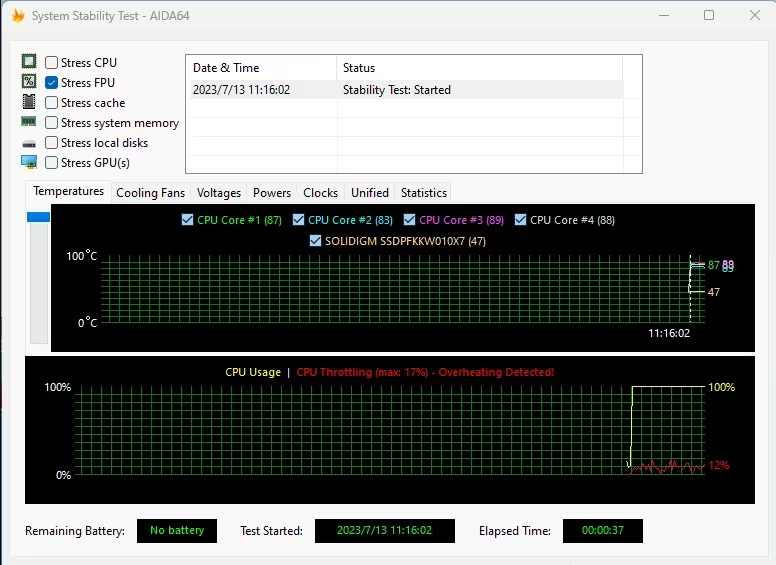 System Stability Test - AIDA64
Stress CPU
Stress FPU
Stress cache
Stress system memory
Stress local disks
Stress GPU(s)
Date & Time Status
2023/7/13 11:16:02 Stability Test: Started
Temperatures Cooling Fans Voltages Powers Clocks Unified Statistics
CPU Core #1 (87) CPU Core #2 (83) CPU Core #3 (89) CPU Core #4 (88)
SOLIDIGM SSDPFKKW010X7 (47)
100°C
87
47
0°C
11:16:02
CPU Usage | CPU Throttling (max: 17%) - Overheating Detected!
100% 100%
12%
0%
Remaining Battery: No battery Test Started: 2023/7/13 11:16:02 Elapsed Time: 00:00:37